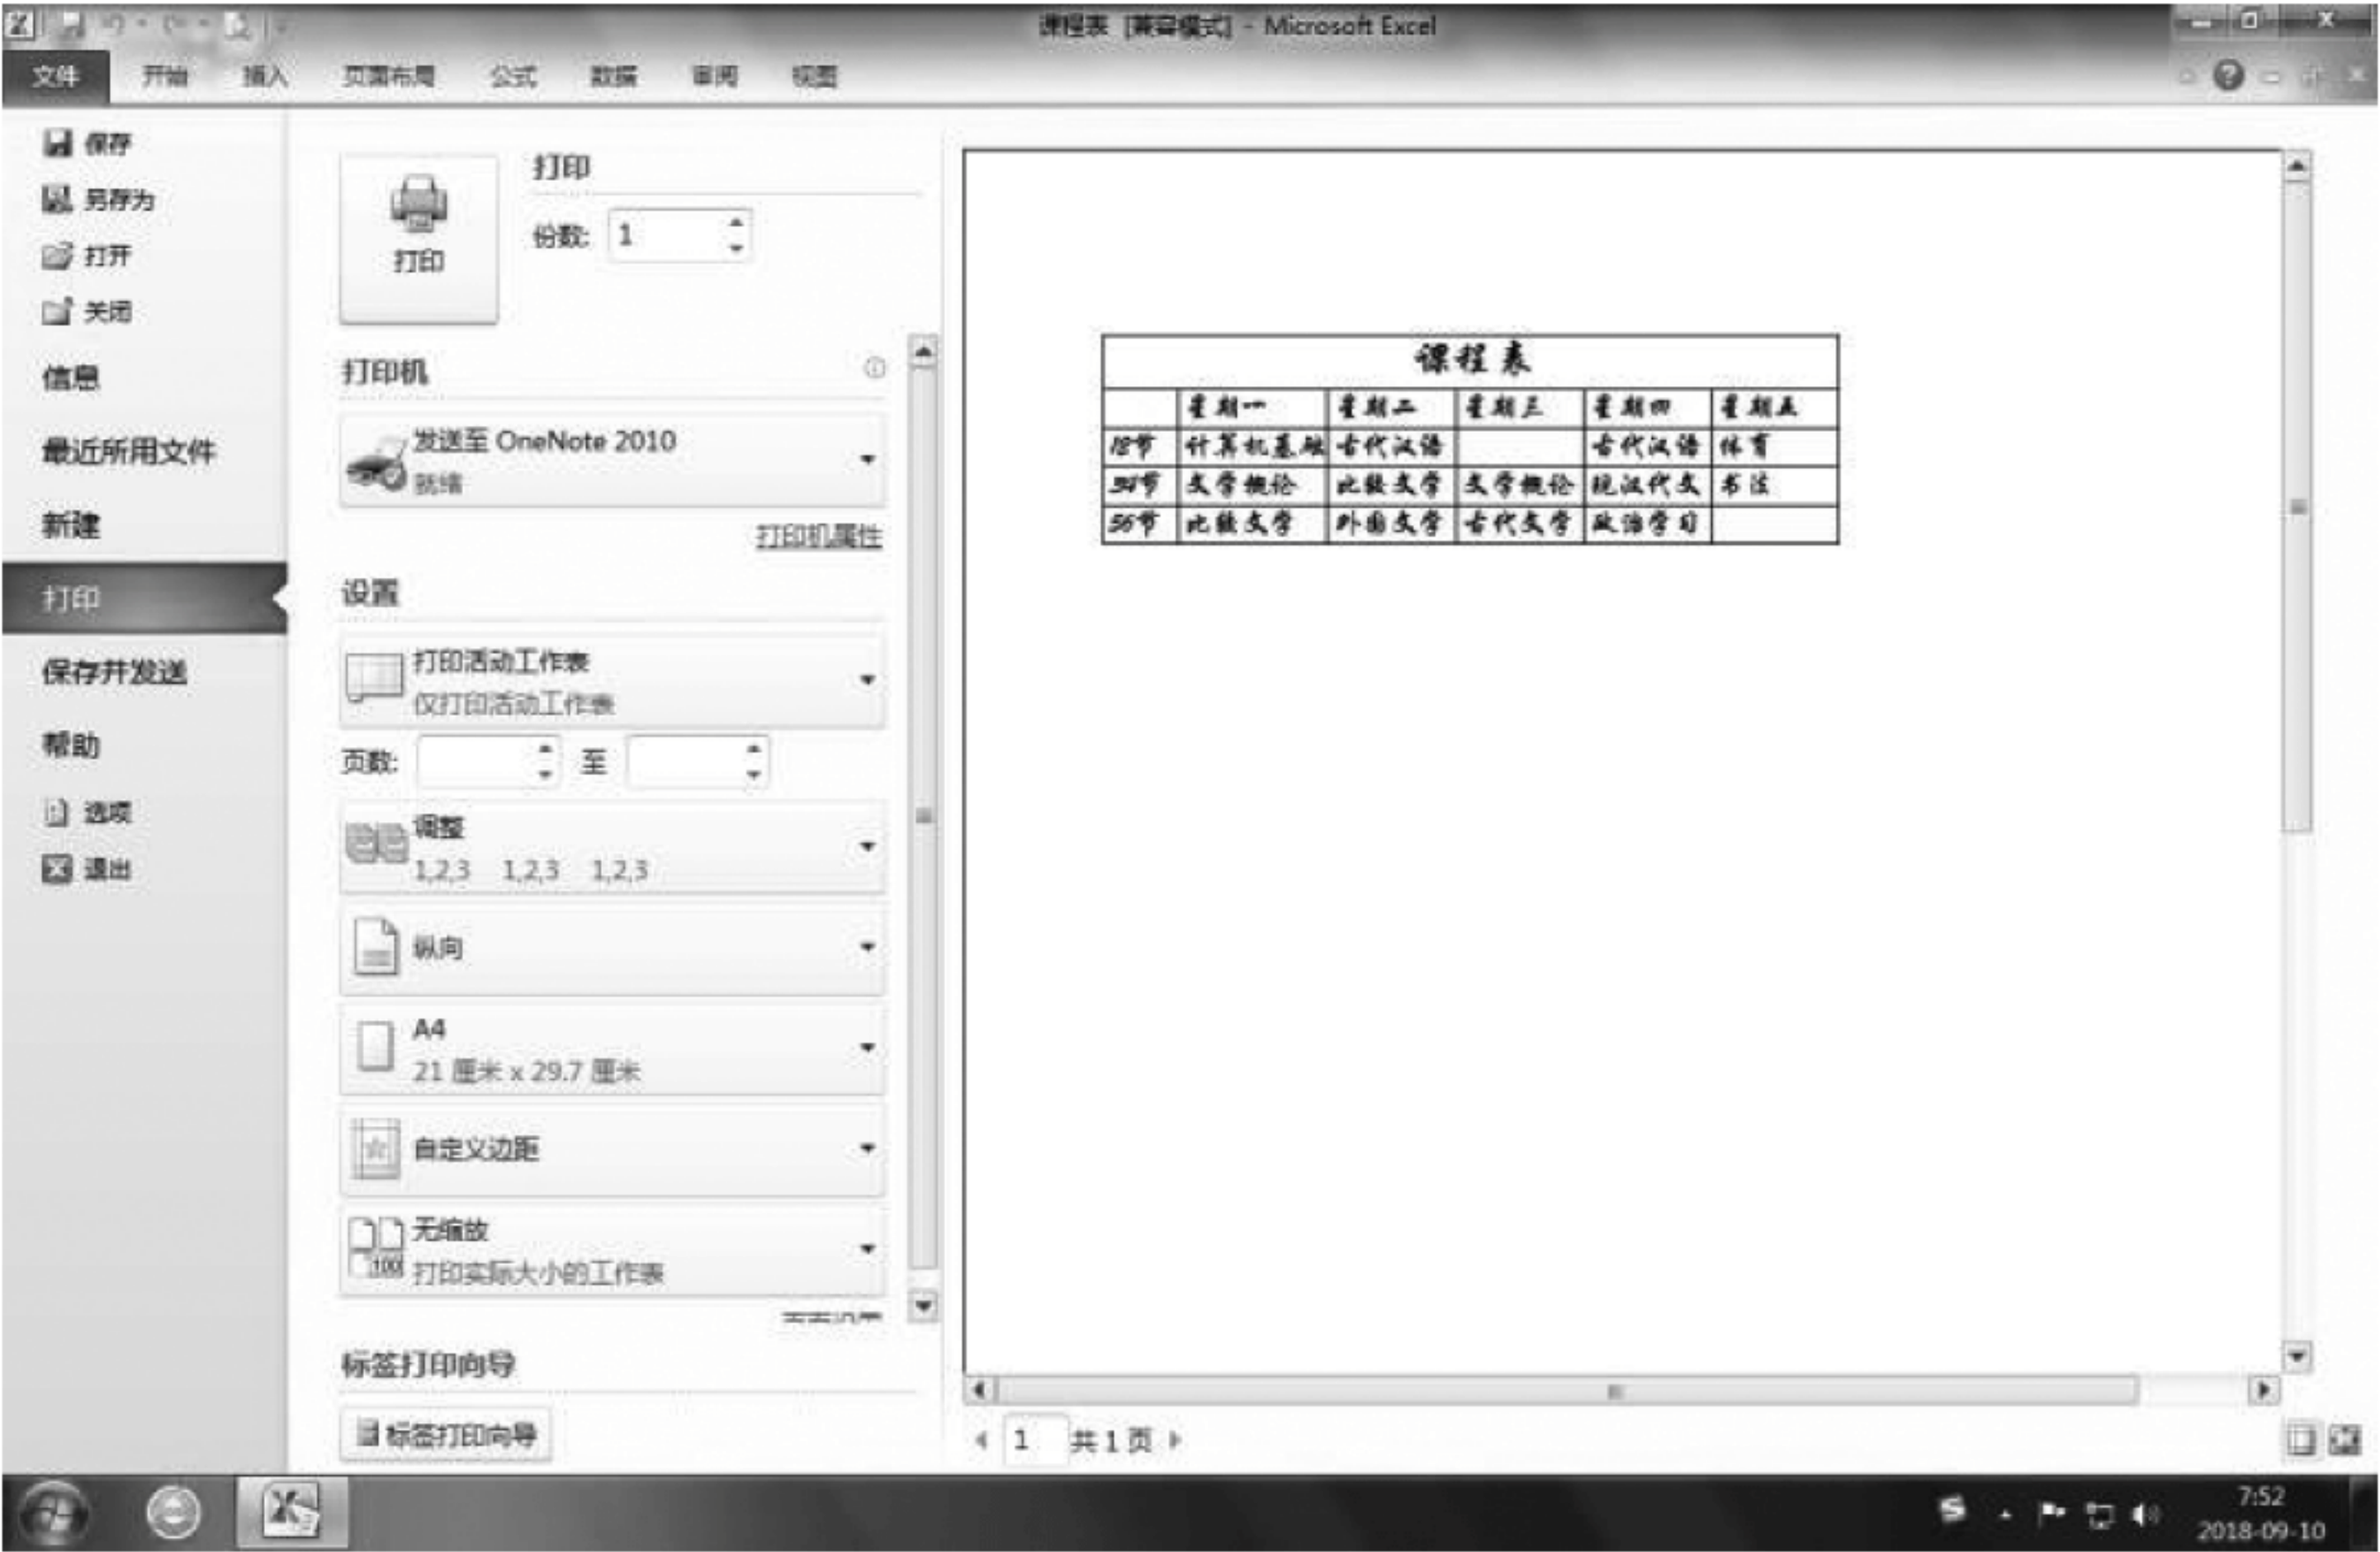 课程表 [兼容模式] - Microsoft Excel
文件 开始 插入 页面布局 公式 数据 审阅 视图
保存
另存为
打开
关闭
信息
最近所用文件
新建
打印
保存并发送
帮助
选项
退出
打印
打印
份数: 1
打印机
发送至 OneNote 2010
就绪
打印机属性
设置
打印活动工作表
仅打印活动工作表
页数: 至
调整
1,2,3 1,2,3 1,2,3
纵向
A4
21 厘米 x 29.7 厘米
自定义边距
无缩放
100
打印实际大小的工作表
标签打印向导
标签打印向导
课程表
星期一 星期二 星期三 星期四 星期五
12节 计算机基础 古代汉语 古代汉语 体育
34节 文学概论 比较文学 文学概论 现汉代文 书法
56节 比较文学 外国文学 古代文学 政治学习
1 共 1 页
7:52
2018-09-10